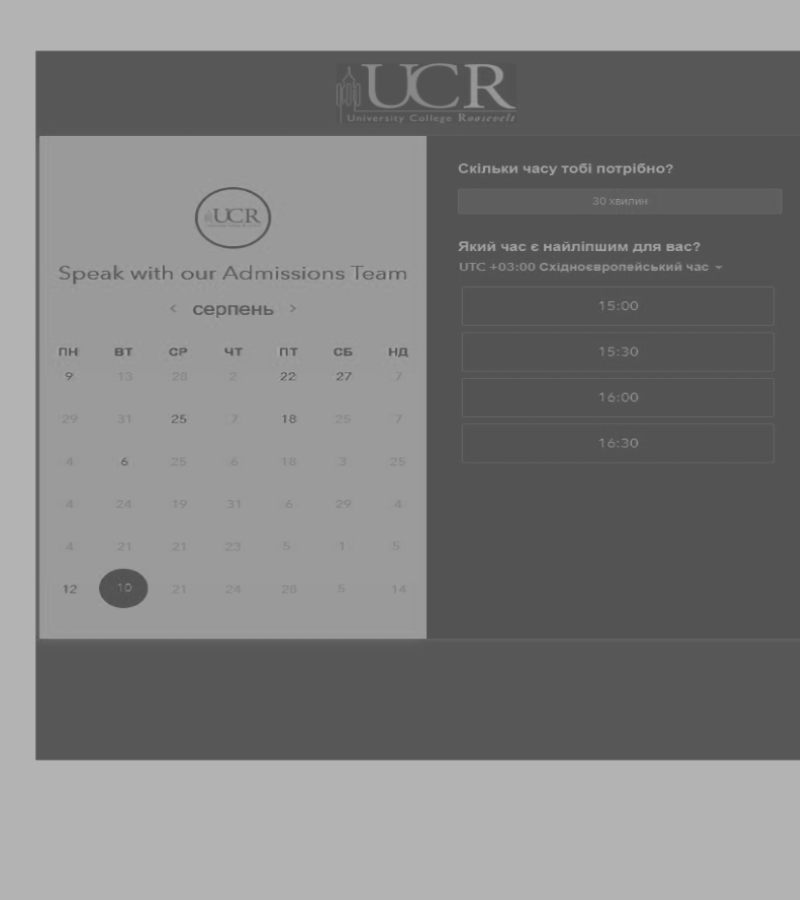 UCR
University College Roosevelt
UCR
Speak with our Admissions Team
< серпень >
ПН ВТ СР ЧТ ПТ СБ НД
9 13 28 2 22 27 7
29 31 25 7 18 25 7
4 6 25 6 18 3 25
4 24 19 31 6 29 4
4 21 21 23 5 1 5
12 10 21 24 28 5 14
Скільки часу тобі потрібно?
30 хвилин
Який час є найліпшим для вас?
UTC +03:00 Східноєвропейський час
15:00
15:30
16:00
16:30